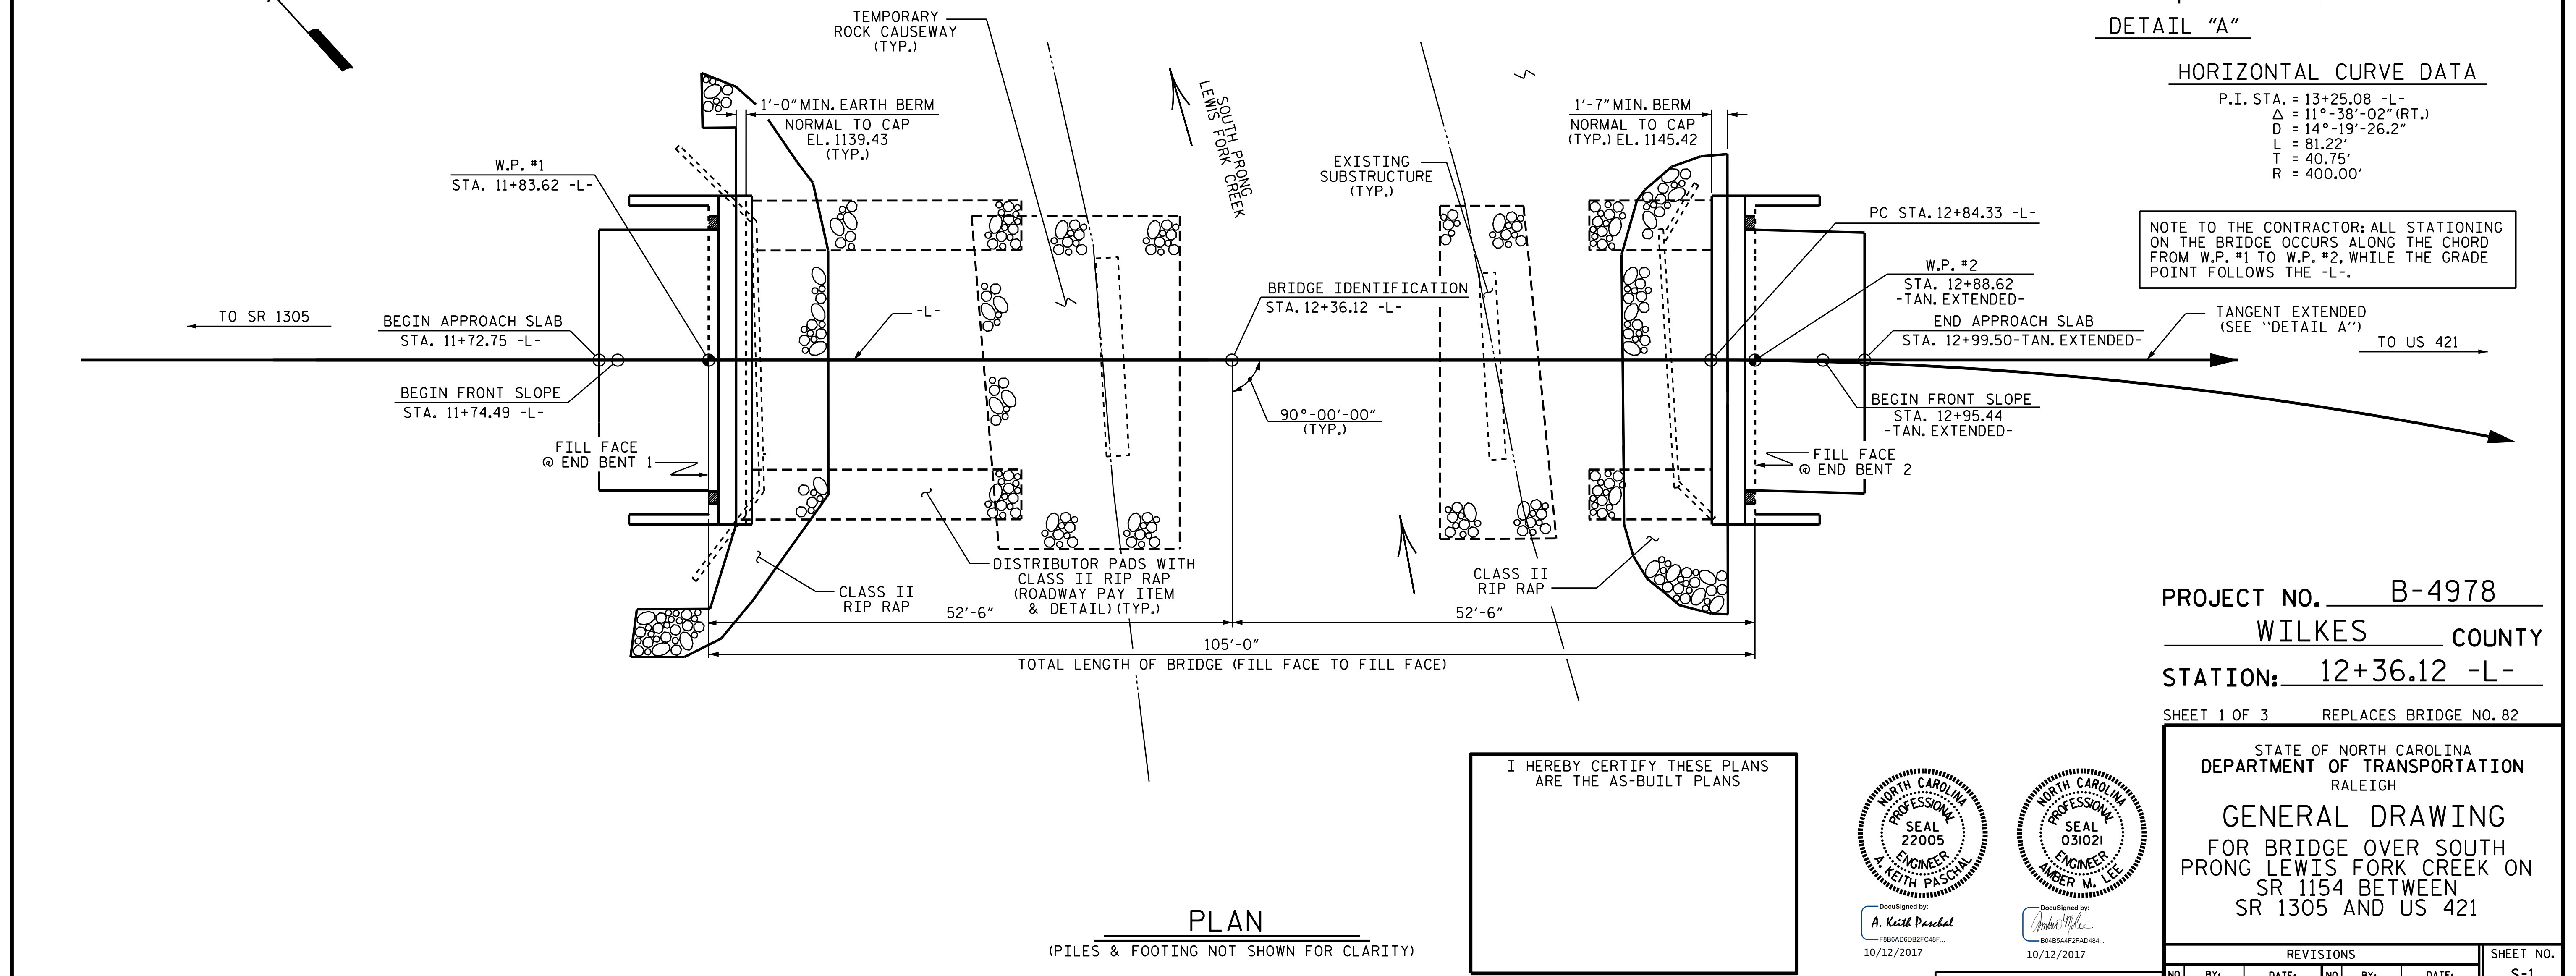 DETAIL "A"
HORIZONTAL CURVE DATA
P.I. STA. = 13+25.08 -L-
Δ = 11°-38'-02"(RT.)
D = 14°-19'-26.2"
L = 81.22'
T = 40.75'
R = 400.00'
NOTE TO THE CONTRACTOR: ALL STATIONING
ON THE BRIDGE OCCURS ALONG THE CHORD
FROM W.P. #1 TO W.P. #2, WHILE THE GRADE
POINT FOLLOWS THE -L-.
TEMPORARY
ROCK CAUSEWAY
(TYP.)
1'-0" MIN. EARTH BERM
NORMAL TO CAP
EL. 1139.43
(TYP.)
SOUTH PRONG
LEWIS FORK CREEK
1'-7" MIN. BERM
NORMAL TO CAP
(TYP.) EL. 1145.42
EXISTING
SUBSTRUCTURE
(TYP.)
W.P. #1
STA. 11+83.62 -L-
PC STA. 12+84.33 -L-
W.P. #2
STA. 12+88.62
-TAN. EXTENDED-
BRIDGE IDENTIFICATION
STA. 12+36.12 -L-
TO SR 1305
BEGIN APPROACH SLAB
STA. 11+72.75 -L-
-L-
END APPROACH SLAB
STA. 12+99.50-TAN. EXTENDED-
TANGENT EXTENDED
(SEE ``DETAIL A")
TO US 421
BEGIN FRONT SLOPE
STA. 11+74.49 -L-
90°-00'-00"
(TYP.)
BEGIN FRONT SLOPE
STA. 12+95.44
-TAN. EXTENDED-
FILL FACE
@ END BENT 1
FILL FACE
@ END BENT 2
CLASS II
RIP RAP
DISTRIBUTOR PADS WITH
CLASS II RIP RAP
(ROADWAY PAY ITEM
& DETAIL) (TYP.)
CLASS II
RIP RAP
52'-6"
52'-6"
105'-0"
TOTAL LENGTH OF BRIDGE (FILL FACE TO FILL FACE)
PLAN
(PILES & FOOTING NOT SHOWN FOR CLARITY)
I HEREBY CERTIFY THESE PLANS
ARE THE AS-BUILT PLANS
NORTH CAROLINA
PROFESSIONAL
SEAL
22005
ENGINEER
A. KEITH PASCHAL
DocuSigned by:
A. Keith Paschal
F8B6AD6DB2FC48F...
10/12/2017
NORTH CAROLINA
PROFESSIONAL
SEAL
031021
ENGINEER
AMBER M. LEE
DocuSigned by:
B04B5A4F2FAD484...
10/12/2017
PROJECT NO. B-4978
WILKES COUNTY
STATION: 12+36.12 -L-
SHEET 1 OF 3 REPLACES BRIDGE NO. 82
STATE OF NORTH CAROLINA
DEPARTMENT OF TRANSPORTATION
RALEIGH
GENERAL DRAWING
FOR BRIDGE OVER SOUTH
PRONG LEWIS FORK CREEK ON
SR 1154 BETWEEN
SR 1305 AND US 421
REVISIONS
SHEET NO.
S-1
NO. BY: DATE: NO. BY: DATE: